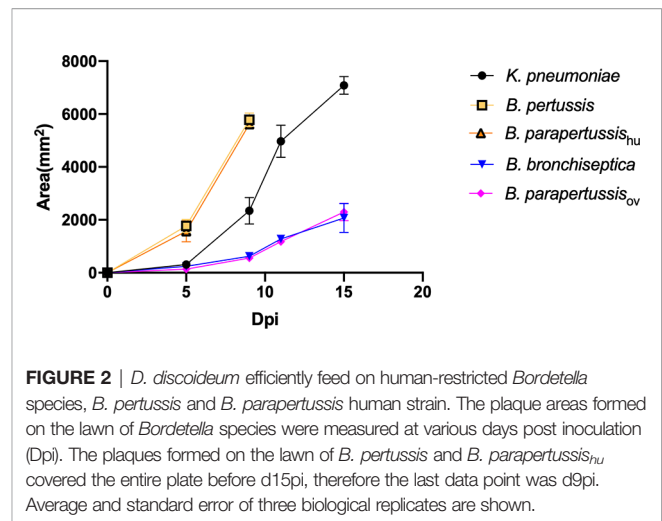 8000
6000
4000
2000
0
Area(mm²)
0 5 10 15 20
Dpi
K. pneumoniae
B. pertussis
B. parapertussis_hu
B. bronchiseptica
B. parapertussis_ov
FIGURE 2 | D. discoideum efficiently feed on human-restricted Bordetella
species, B. pertussis and B. parapertussis human strain. The plaque areas formed
on the lawn of Bordetella species were measured at various days post inoculation
(Dpi). The plaques formed on the lawn of B. pertussis and B. parapertussis_hu
covered the entire plate before d15pi, therefore the last data point was d9pi.
Average and standard error of three biological replicates are shown.